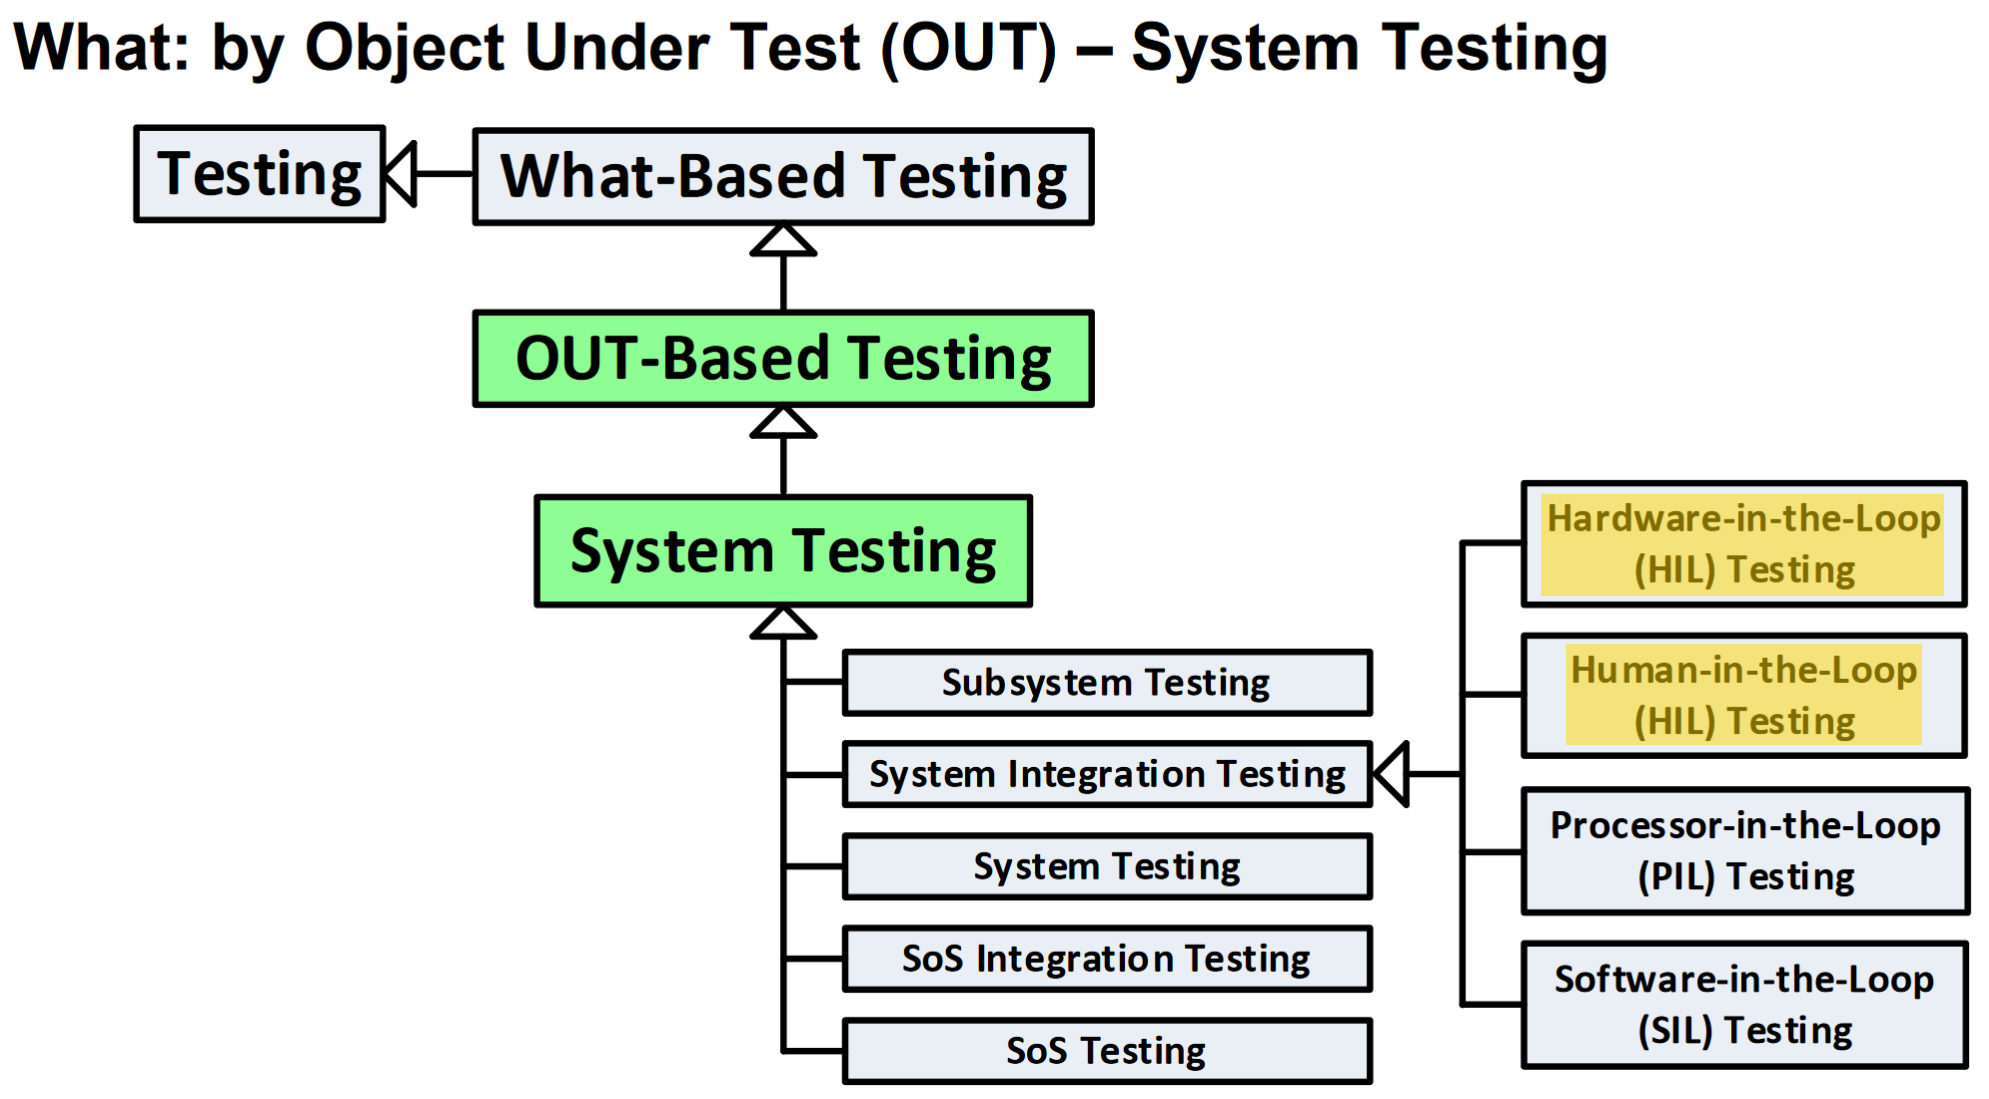 What: by Object Under Test (OUT) – System Testing
Testing
What-Based Testing
OUT-Based Testing
System Testing
Subsystem Testing
System Integration Testing
System Testing
SoS Integration Testing
SoS Testing
Hardware-in-the-Loop
(HIL) Testing
Human-in-the-Loop
(HIL) Testing
Processor-in-the-Loop
(PIL) Testing
Software-in-the-Loop
(SIL) Testing